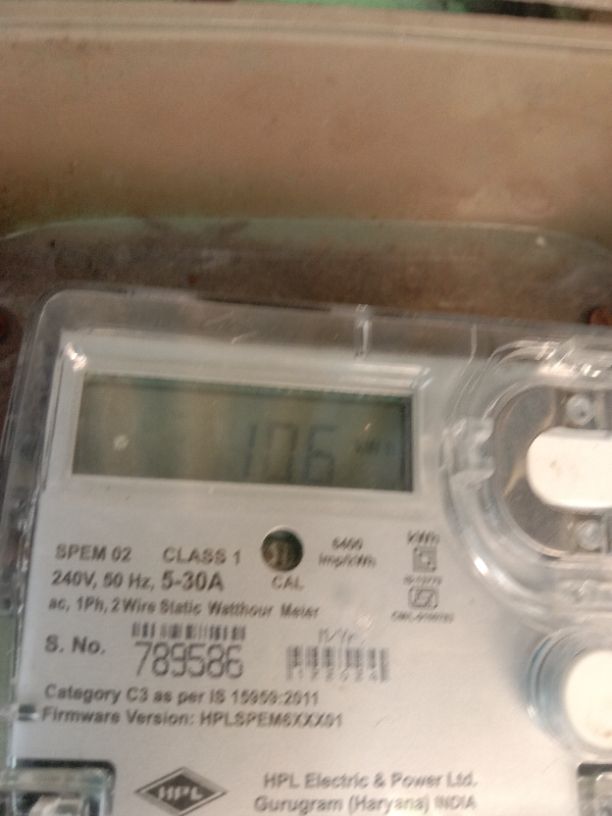 106
SPEM 02 CLASS 1
6400
imp/kWh
kWh
240V, 50 Hz, 5-30A
CAL
ac, 1Ph, 2 Wire Static Watthour Meter
S. No.
789586
M/Yr
Category C3 as per IS 15959:2011
Firmware Version: HPLSPEM6XXX01
HPL
HPL Electric & Power Ltd.
Gurugram (Haryana) INDIA